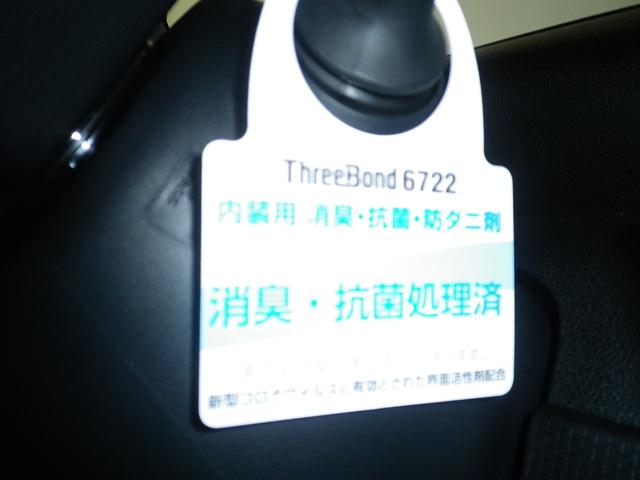 ThreeBond 6722
内装用 消臭・抗菌・防ダニ剤
消臭・抗菌処理済
新型コロナウイルスに有効とされた界面活性剤配合